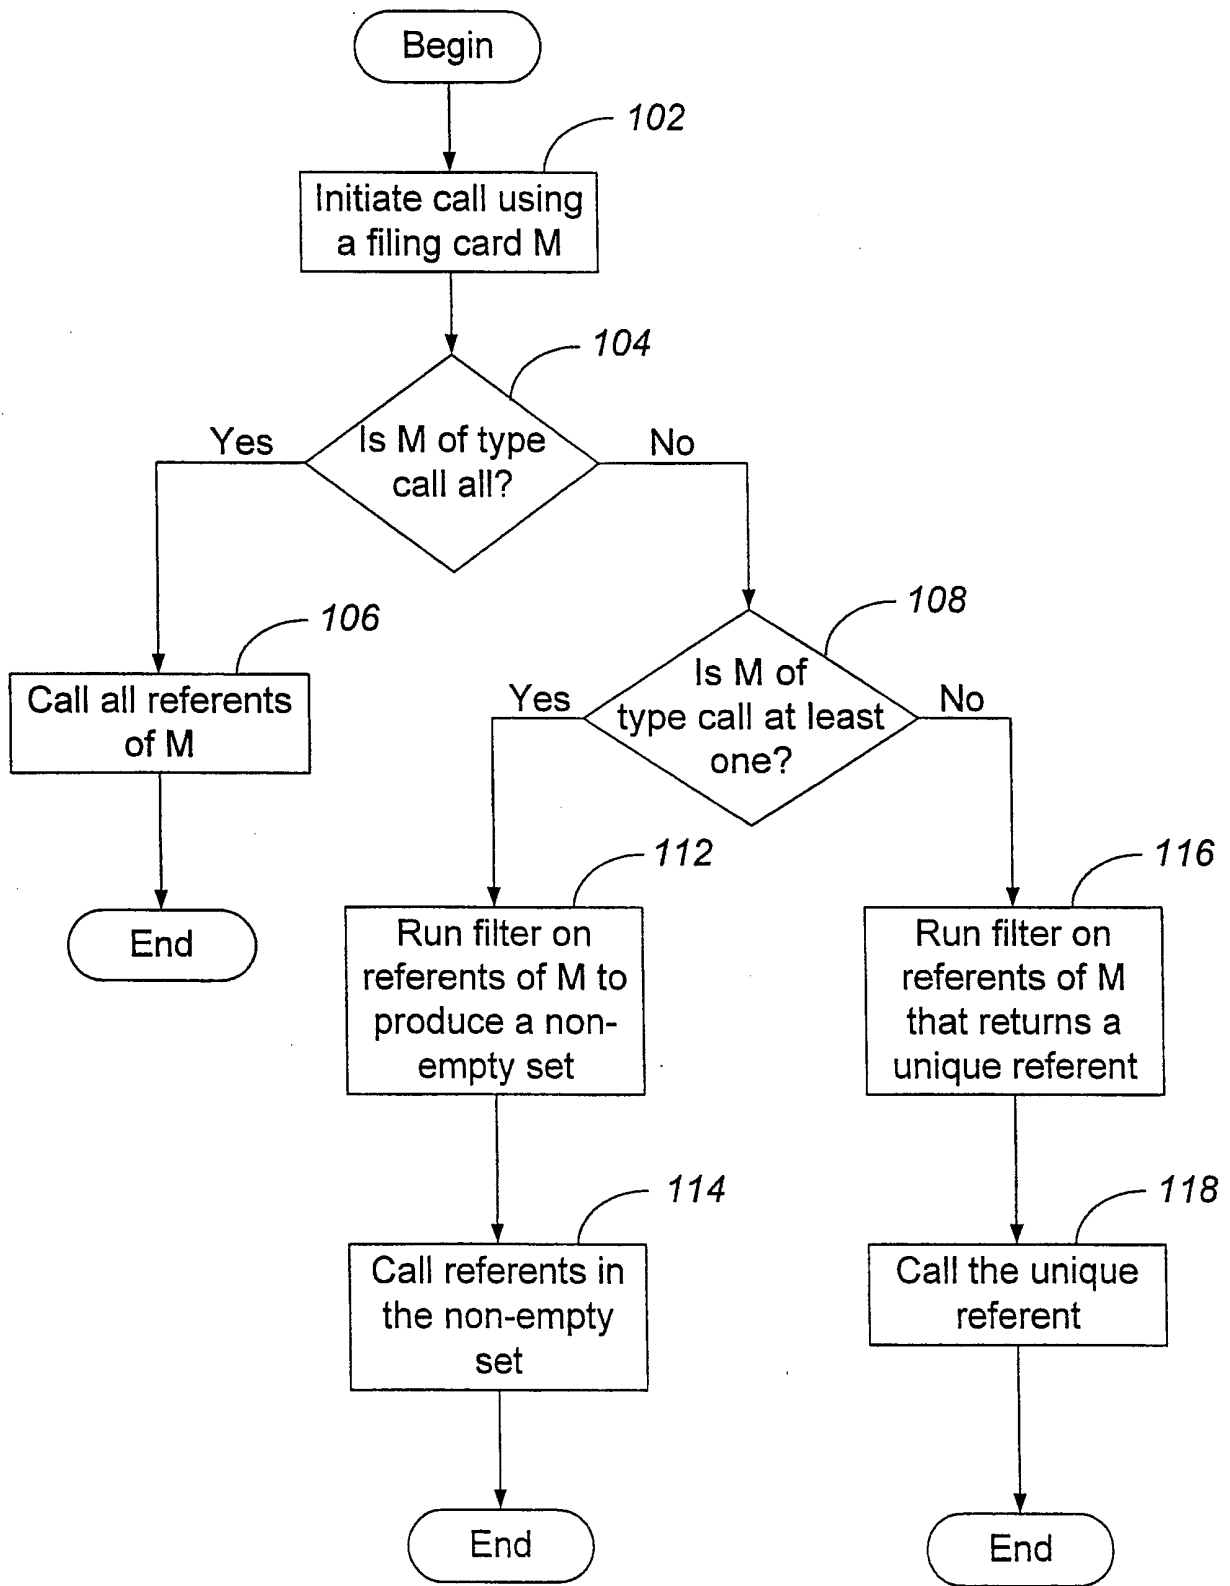 Begin
102
Initiate call using
a filing card M
104
Is M of type
call all?
Yes
No
106
Call all referents
of M
End
108
Is M of
type call at least
one?
Yes
No
112
Run filter on
referents of M to
produce a non-
empty set
116
Run filter on
referents of M
that returns a
unique referent
114
Call referents in
the non-empty
set
118
Call the unique
referent
End
End